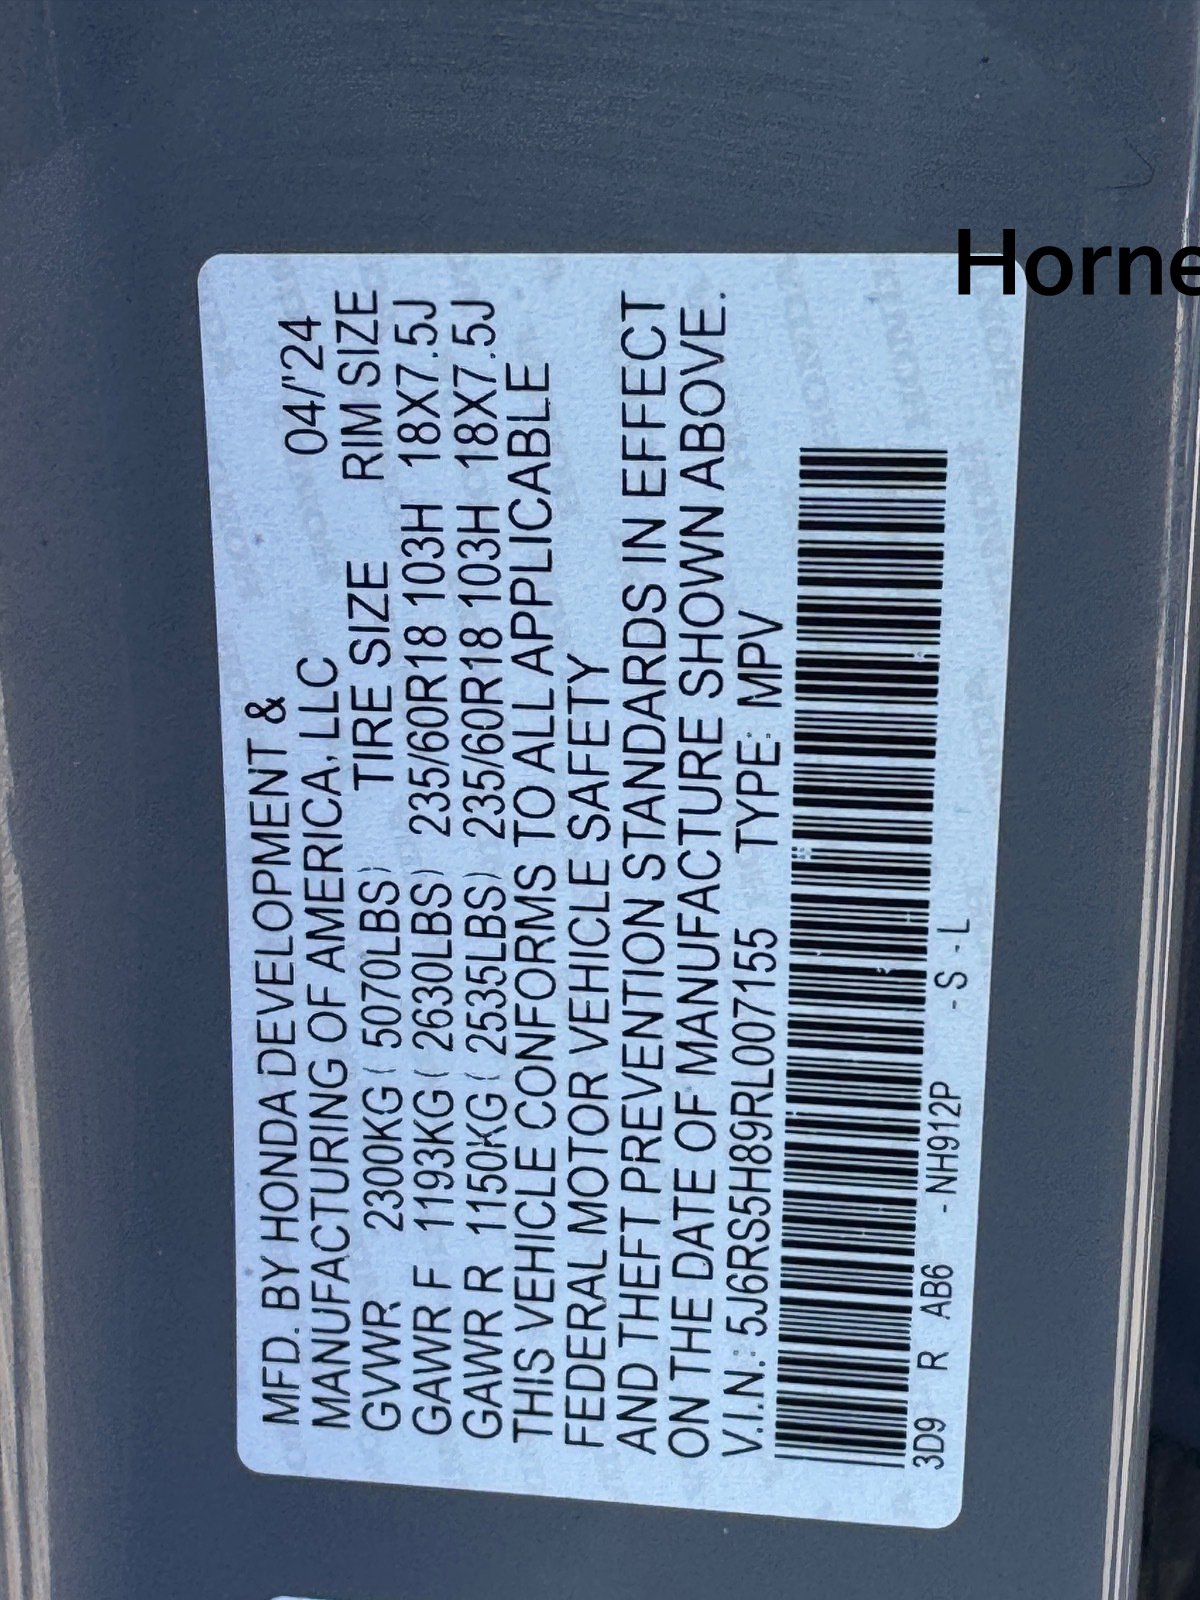 MFD. BY HONDA DEVELOPMENT &
MANUFACTURING OF AMERICA, LLC 04/'24
GVWR 2300KG ( 5070LBS) TIRE SIZE RIM SIZE
GAWR F 1193KG ( 2630LBS) 235/60R18 103H 18X7.5J
GAWR R 1150KG ( 2535LBS) 235/60R18 103H 18X7.5J
THIS VEHICLE CONFORMS TO ALL APPLICABLE
FEDERAL MOTOR VEHICLE SAFETY
AND THEFT PREVENTION STANDARDS IN EFFECT
ON THE DATE OF MANUFACTURE SHOWN ABOVE.
V.I.N.: 5J6RS5H89RL007155 TYPE: MPV
3D9 R AB6 - NH912P - S - L
Horne